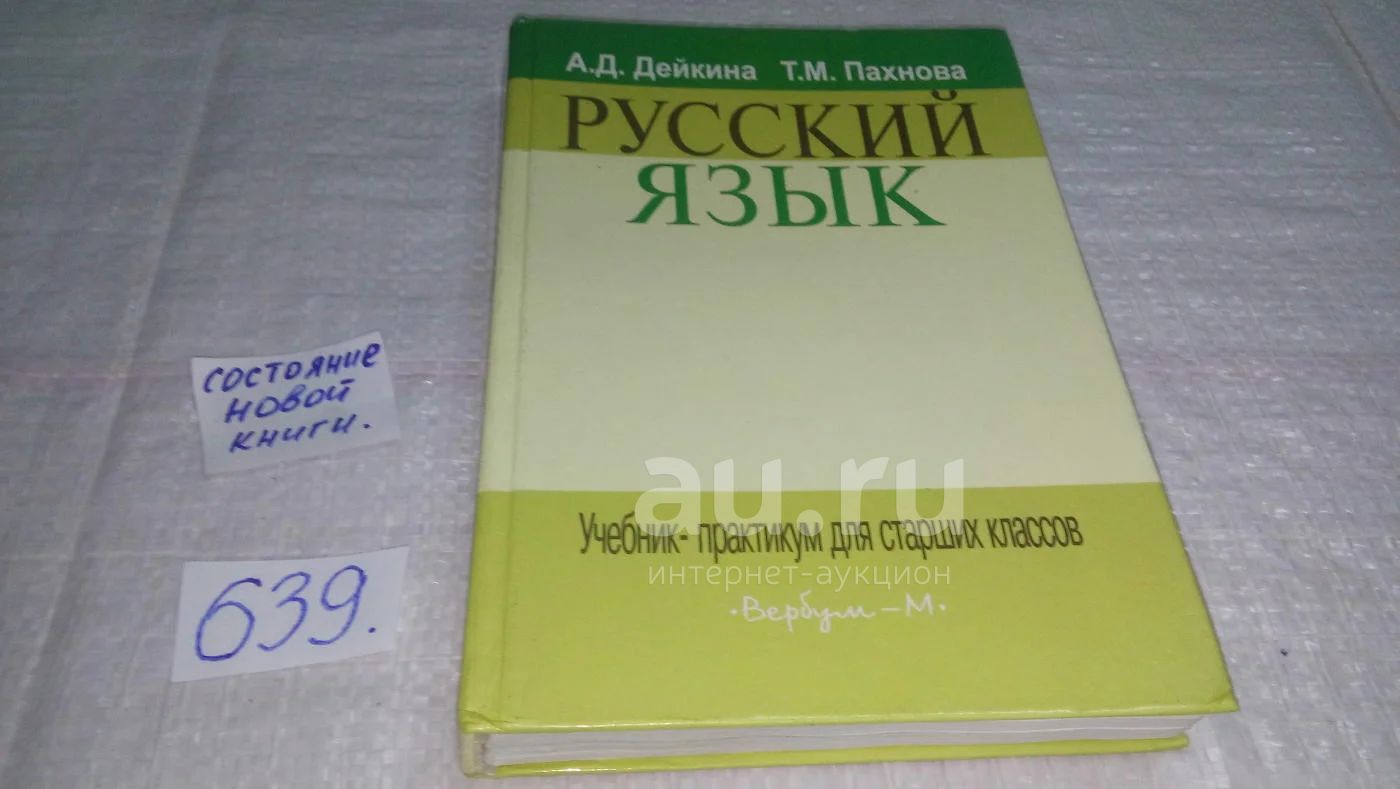 А.Д. Дейкина Т.М. Пахнова
РУССКИЙ
ЯЗЫК
состояние
новой
книги.
au.ru
Учебник- практикум для старших классов
интернет-аукцион
·Вербум – М·
639.